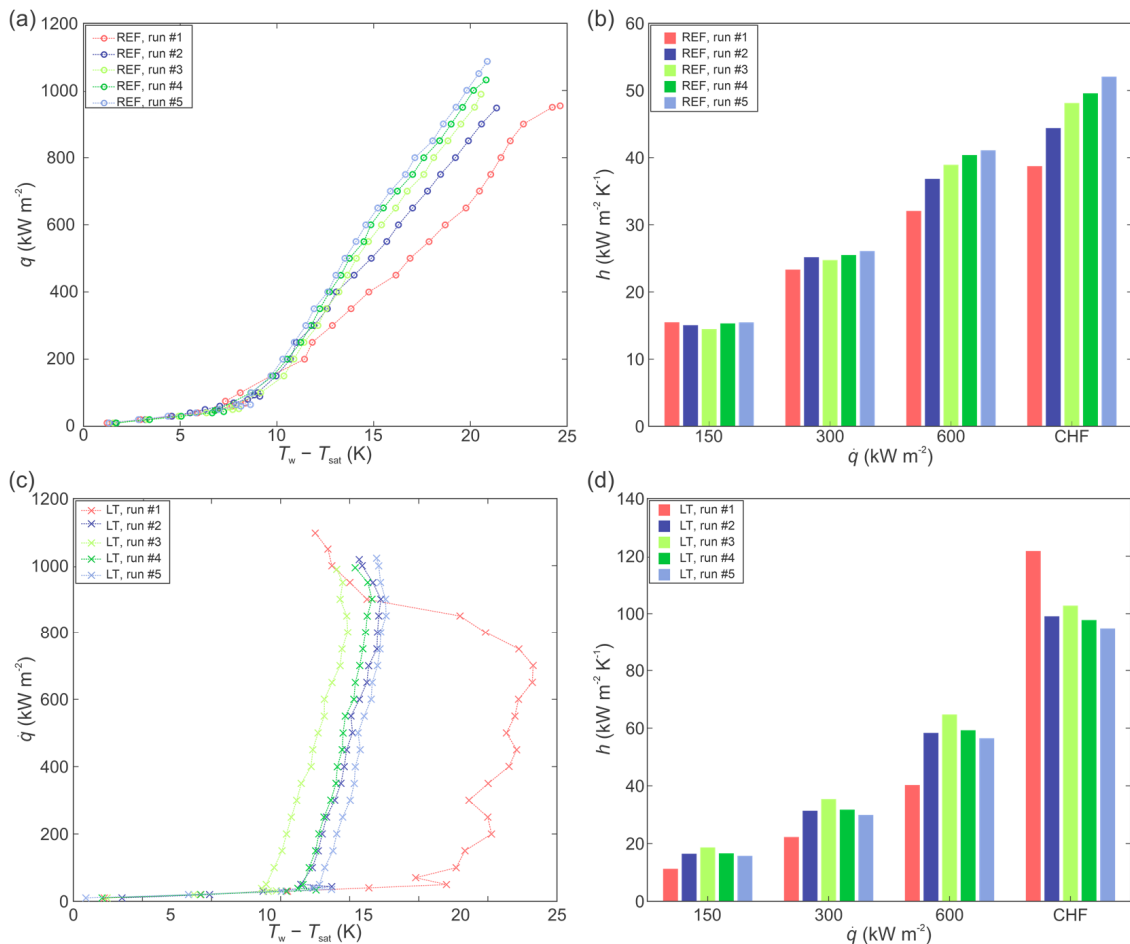 (a)
1200
1000
800
600
400
200
0
q (kW m⁻²)
REF, run #1
REF, run #2
REF, run #3
REF, run #4
REF, run #5
0 5 10 15 20 25
T_w − T_sat (K)
(b)
60
50
40
30
20
10
0
h (kW m⁻² K⁻¹)
REF, run #1
REF, run #2
REF, run #3
REF, run #4
REF, run #5
150 300 600 CHF
q̇ (kW m⁻²)
(c)
1200
1000
800
600
400
200
0
q̇ (kW m⁻²)
LT, run #1
LT, run #2
LT, run #3
LT, run #4
LT, run #5
0 5 10 15 20 25
T_w − T_sat (K)
(d)
140
120
100
80
60
40
20
0
h (kW m⁻² K⁻¹)
LT, run #1
LT, run #2
LT, run #3
LT, run #4
LT, run #5
150 300 600 CHF
q̇ (kW m⁻²)